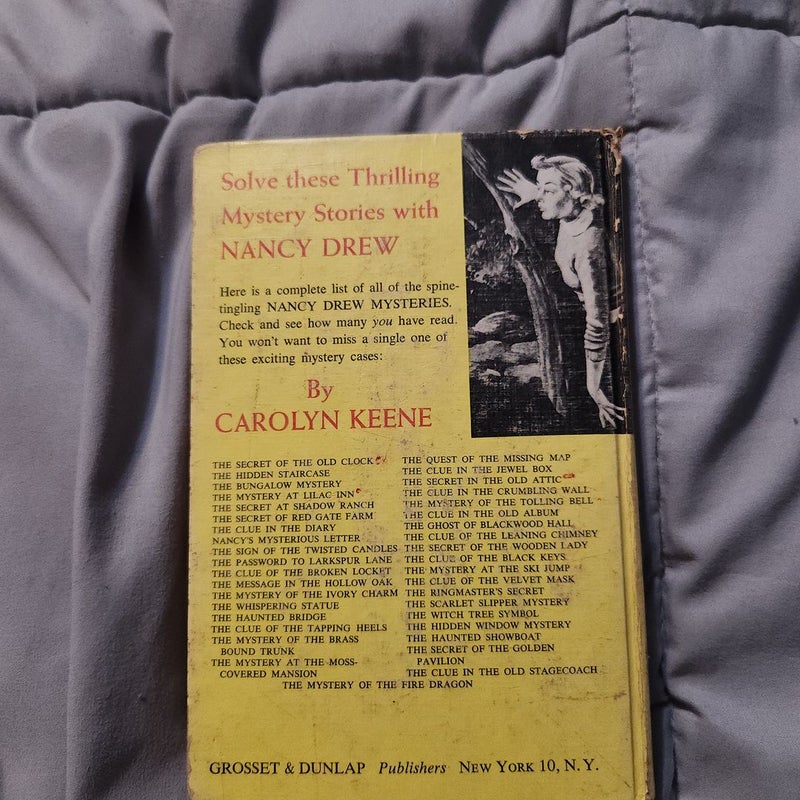 Solve these Thrilling
Mystery Stories with
NANCY DREW
Here is a complete list of all of the spine-
tingling NANCY DREW MYSTERIES.
Check and see how many you have read.
You won't want to miss a single one of
these exciting mystery cases:
By
CAROLYN KEENE
THE SECRET OF THE OLD CLOCK
THE HIDDEN STAIRCASE
THE BUNGALOW MYSTERY
THE MYSTERY AT LILAC INN
THE SECRET AT SHADOW RANCH
THE SECRET OF RED GATE FARM
THE CLUE IN THE DIARY
NANCY'S MYSTERIOUS LETTER
THE SIGN OF THE TWISTED CANDLES
THE PASSWORD TO LARKSPUR LANE
THE CLUE OF THE BROKEN LOCKET
THE MESSAGE IN THE HOLLOW OAK
THE MYSTERY OF THE IVORY CHARM
THE WHISPERING STATUE
THE HAUNTED BRIDGE
THE CLUE OF THE TAPPING HEELS
THE MYSTERY OF THE BRASS
BOUND TRUNK
THE MYSTERY AT THE MOSS-
COVERED MANSION
THE QUEST OF THE MISSING MAP
THE CLUE IN THE JEWEL BOX
THE SECRET IN THE OLD ATTIC
THE CLUE IN THE CRUMBLING WALL
THE MYSTERY OF THE TOLLING BELL
THE CLUE IN THE OLD ALBUM
THE GHOST OF BLACKWOOD HALL
THE CLUE OF THE LEANING CHIMNEY
THE SECRET OF THE WOODEN LADY
THE CLUE OF THE BLACK KEYS
THE MYSTERY AT THE SKI JUMP
THE CLUE OF THE VELVET MASK
THE RINGMASTER'S SECRET
THE SCARLET SLIPPER MYSTERY
THE WITCH TREE SYMBOL
THE HIDDEN WINDOW MYSTERY
THE HAUNTED SHOWBOAT
THE SECRET OF THE GOLDEN
PAVILION
THE CLUE IN THE OLD STAGECOACH
THE MYSTERY OF THE FIRE DRAGON
GROSSET & DUNLAP Publishers NEW YORK 10, N. Y.